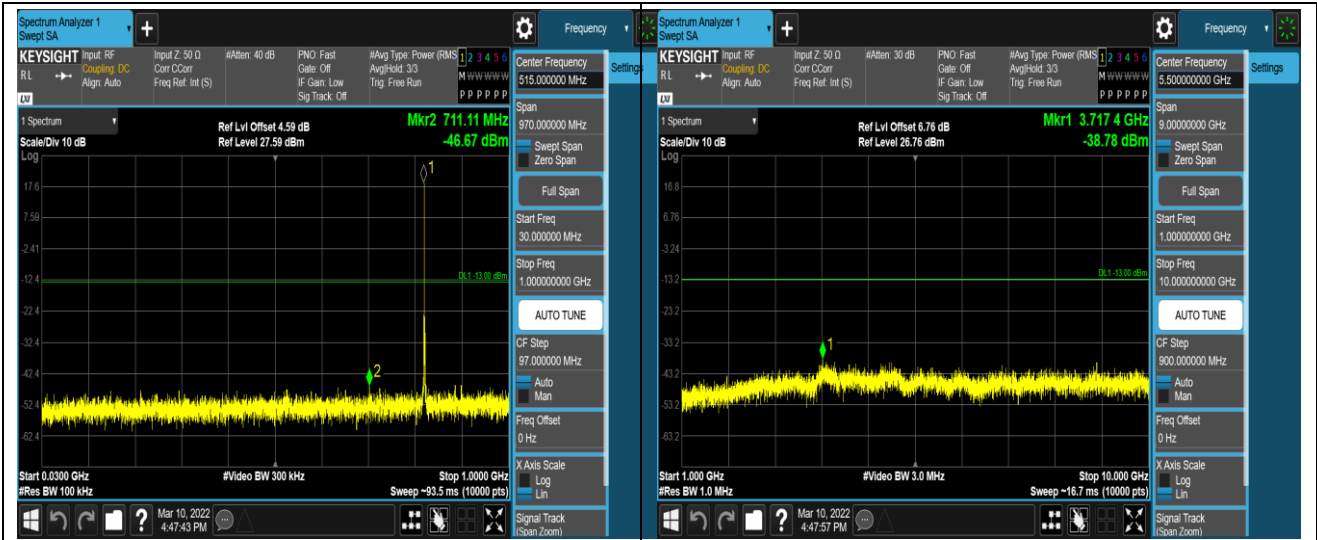 Spectrum Analyzer 1
Swept SA
+
Frequency
KEYSIGHT
Input: RF
Input Z: 50 Ω
#Atten: 40 dB
PNO: Fast
#Avg Type: Power (RMS
1 2 3 4 5 6
RL
Coupling: DC
Corr CCorr
Gate: Off
Avg|Hold: 3/3
M W W W W W
Align: Auto
Freq Ref: Int (S)
IF Gain: Low
Trig: Free Run
Sig Track: Off
P P P P P P
LXI
1 Spectrum
Ref Lvl Offset 4.59 dB
Mkr2 711.11 MHz
Scale/Div 10 dB
Ref Level 27.59 dBm
-46.67 dBm
Log
1
17.6
7.59
-2.41
DL1 -13.00 dBm
-12.4
-22.4
-32.4
-42.4
2
-52.4
-62.4
Start 0.0300 GHz
#Video BW 300 kHz
Stop 1.0000 GHz
#Res BW 100 kHz
Sweep ~93.5 ms (10000 pts)
Center Frequency
515.000000 MHz
Settings
Span
970.000000 MHz
Swept Span
Zero Span
Full Span
Start Freq
30.000000 MHz
Stop Freq
1.000000000 GHz
AUTO TUNE
CF Step
97.000000 MHz
Auto
Man
Freq Offset
0 Hz
X Axis Scale
Log
Lin
Signal Track
(Span Zoom)
?
Mar 10, 2022
4:47:43 PM
Spectrum Analyzer 1
Swept SA
+
Frequency
KEYSIGHT
Input: RF
Input Z: 50 Ω
#Atten: 30 dB
PNO: Fast
#Avg Type: Power (RMS
1 2 3 4 5 6
RL
Coupling: DC
Corr CCorr
Gate: Off
Avg|Hold: 3/3
M W W W W W
Align: Auto
Freq Ref: Int (S)
IF Gain: Low
Trig: Free Run
Sig Track: Off
P P P P P P
LXI
1 Spectrum
Ref Lvl Offset 6.76 dB
Mkr1 3.717 4 GHz
Scale/Div 10 dB
Ref Level 26.76 dBm
-38.78 dBm
Log
16.8
6.76
-3.24
DL1 -13.00 dBm
-13.2
-23.2
-33.2
1
-43.2
-53.2
-63.2
Start 1.000 GHz
#Video BW 3.0 MHz
Stop 10.000 GHz
#Res BW 1.0 MHz
Sweep ~16.7 ms (10000 pts)
Center Frequency
5.500000000 GHz
Settings
Span
9.00000000 GHz
Swept Span
Zero Span
Full Span
Start Freq
1.000000000 GHz
Stop Freq
10.000000000 GHz
AUTO TUNE
CF Step
900.000000 MHz
Auto
Man
Freq Offset
0 Hz
X Axis Scale
Log
Lin
Signal Track
(Span Zoom)
?
Mar 10, 2022
4:47:57 PM